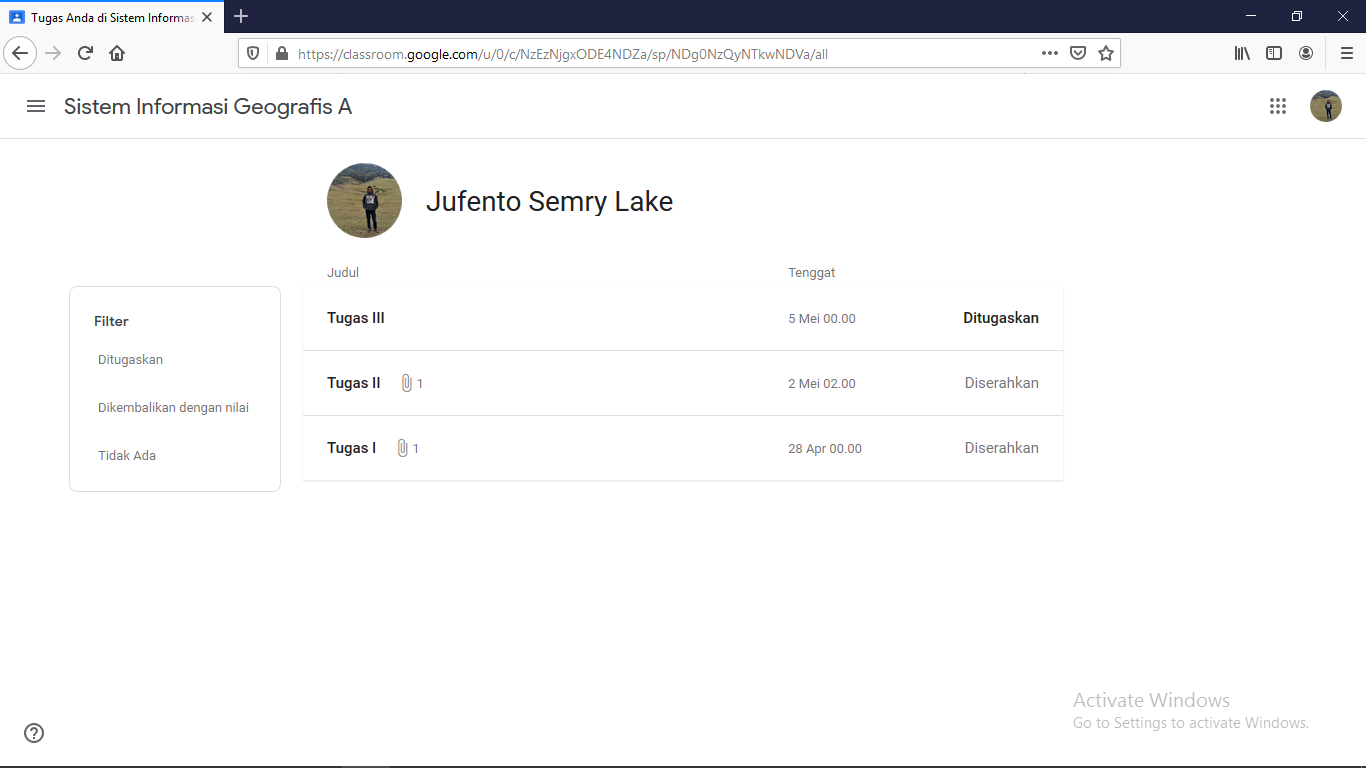 Tugas Anda di Sistem Informas
https://classroom.google.com/u/0/c/NzEzNjgxODE4NDZa/sp/NDg0NzQyNTkwNDVa/all
Sistem Informasi Geografis A
Jufento Semry Lake
Judul Tenggat
Filter
Ditugaskan
Dikembalikan dengan nilai
Tidak Ada
Tugas III 5 Mei 00.00 Ditugaskan
Tugas II 1 2 Mei 02.00 Diserahkan
Tugas I 1 28 Apr 00.00 Diserahkan
Activate Windows
Go to Settings to activate Windows.